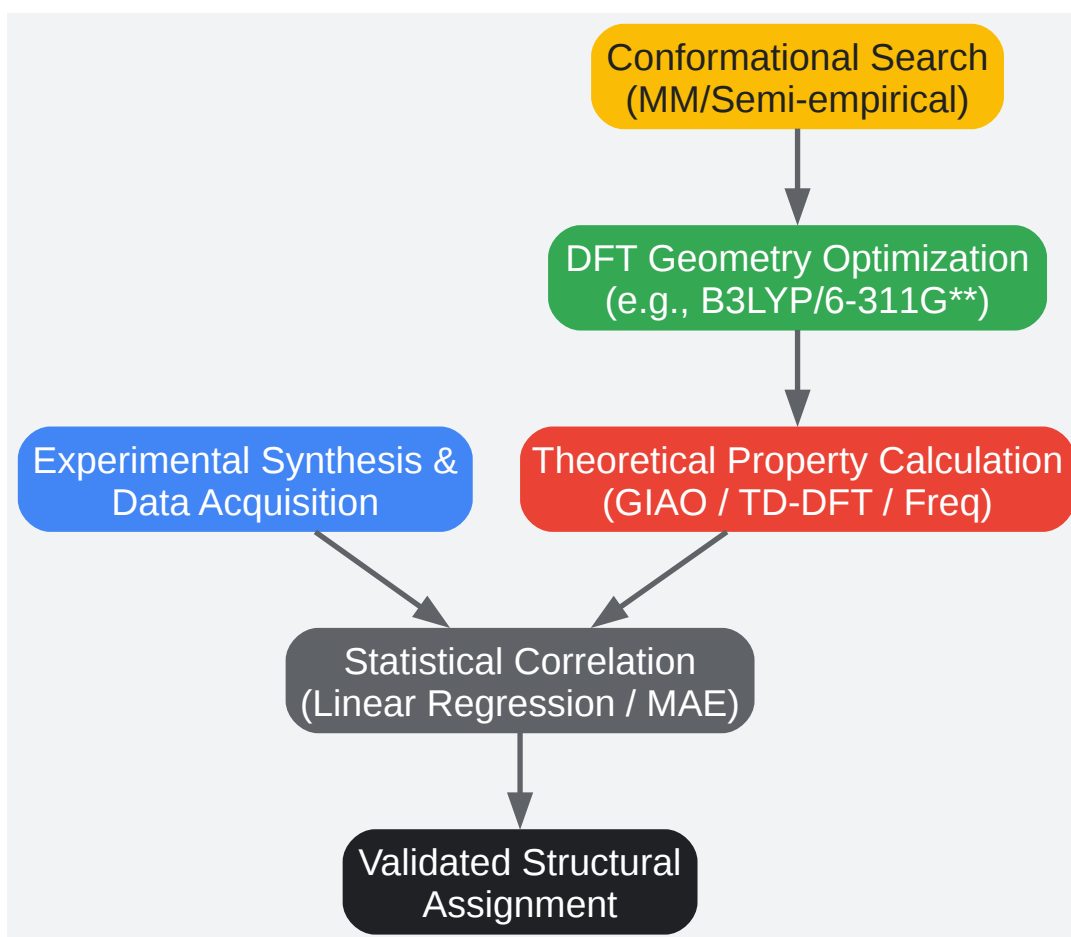 Conformational Search
(MM/Semi-empirical)
DFT Geometry Optimization
(e.g., B3LYP/6-311G**)
Experimental Synthesis &
Data Acquisition
Theoretical Property Calculation
(GIAO / TD-DFT / Freq)
Statistical Correlation
(Linear Regression / MAE)
Validated Structural
Assignment